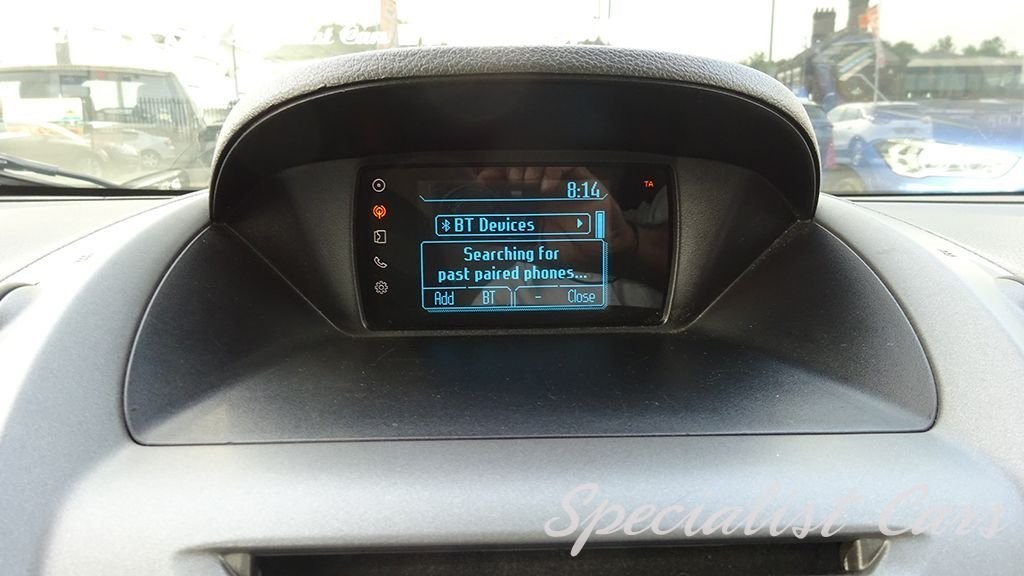 8:14
TA
BT Devices
Searching for
past paired phones...
Add BT - Close
Specialist Cars